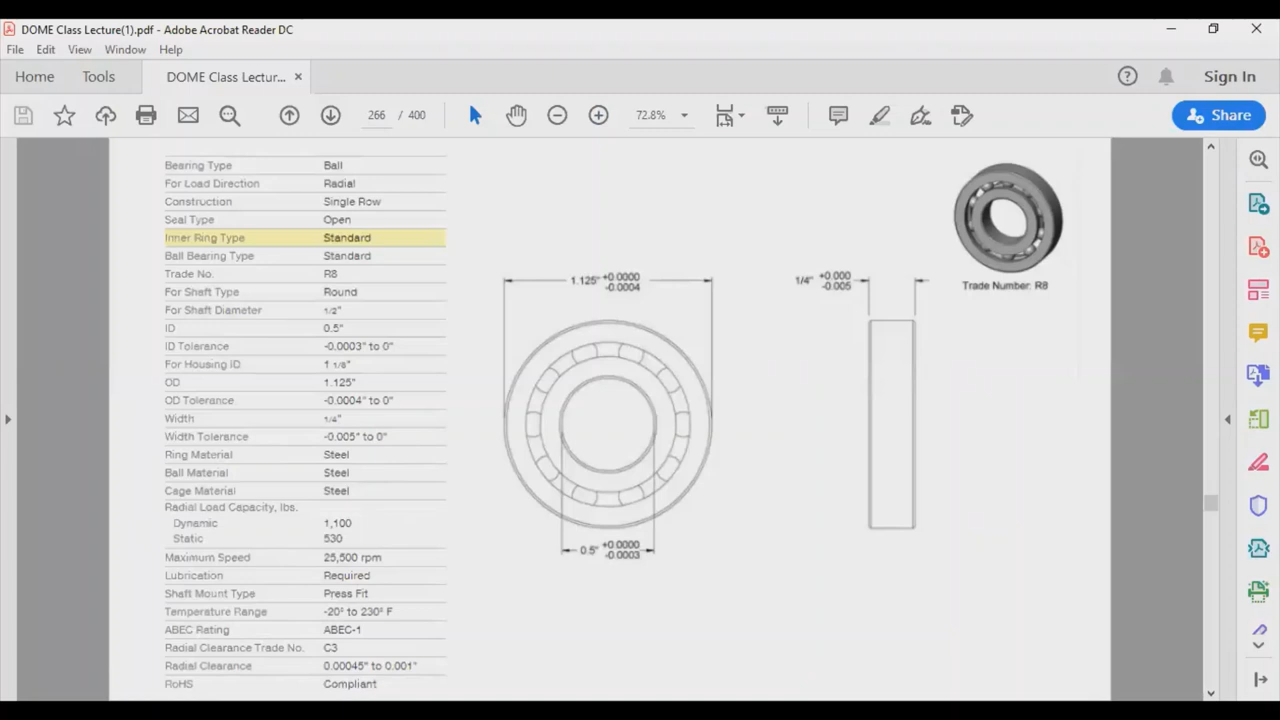 DOME Class Lecture(1).pdf - Adobe Acrobat Reader DC
File Edit View Window Help
Home Tools DOME Class Lectur... × Sign In
266 / 400 72.8% Share
Bearing Type Ball
For Load Direction Radial
Construction Single Row
Seal Type Open
Inner Ring Type Standard
Ball Bearing Type Standard
Trade No. R8
For Shaft Type Round
For Shaft Diameter 1/2"
ID 0.5"
ID Tolerance -0.0003" to 0"
For Housing ID 1 1/8"
OD 1.125"
OD Tolerance -0.0004" to 0"
Width 1/4"
Width Tolerance -0.005" to 0"
Ring Material Steel
Ball Material Steel
Cage Material Steel
Radial Load Capacity, lbs.
Dynamic 1,100
Static 530
Maximum Speed 25,500 rpm
Lubrication Required
Shaft Mount Type Press Fit
Temperature Range -20° to 230° F
ABEC Rating ABEC-1
Radial Clearance Trade No. C3
Radial Clearance 0.00045" to 0.001"
RoHS Compliant
1.125" +0.0000
-0.0004
1/4" +0.000
-0.005
0.5" +0.0000
-0.0003
Trade Number: R8